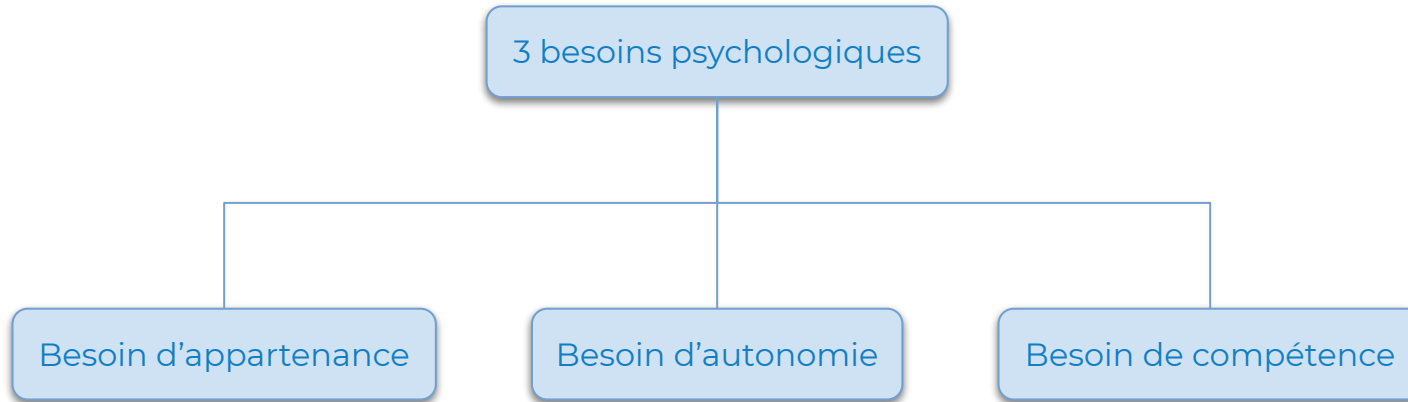 3 besoins psychologiques
Besoin d’appartenance
Besoin d’autonomie
Besoin de compétence